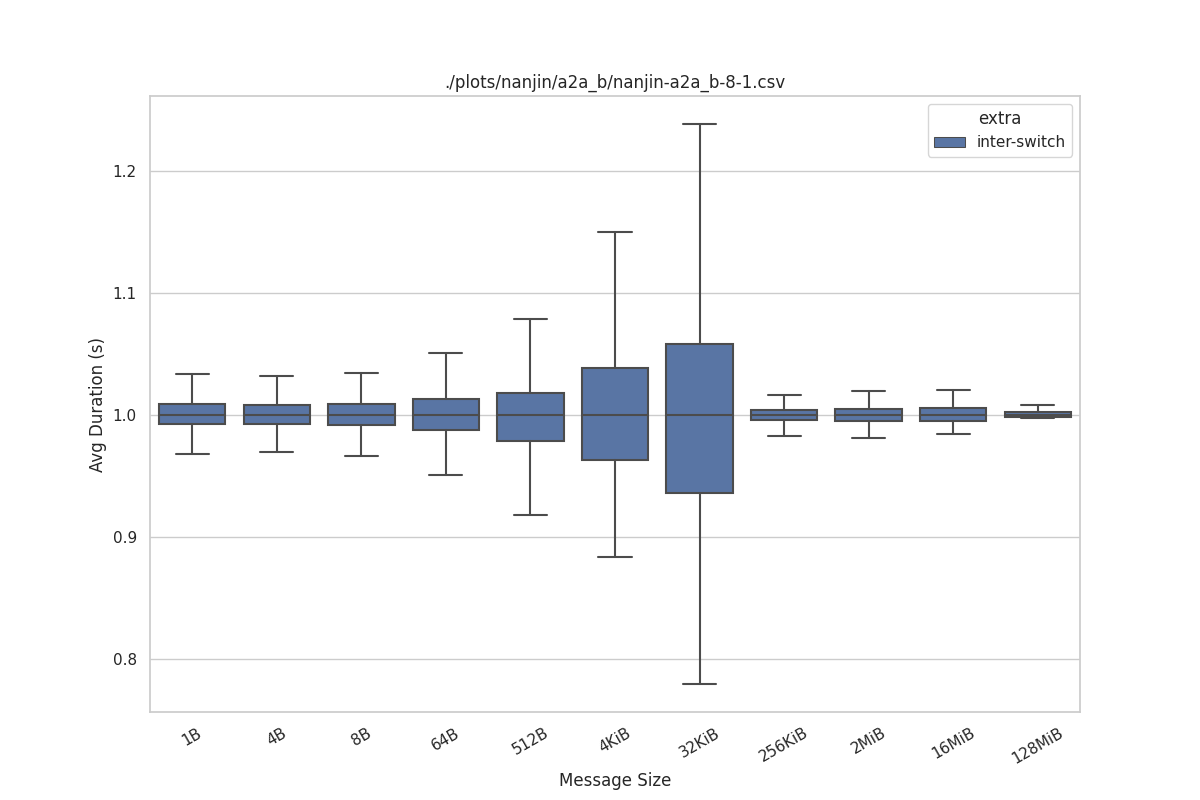 ./plots/nanjin/a2a_b/nanjin-a2a_b-8-1.csv
extra
inter-switch
Avg Duration (s)
1.2
1.1
1.0
0.9
0.8
1B
4B
8B
64B
512B
4KiB
32KiB
256KiB
2MiB
16MiB
128MiB
Message Size